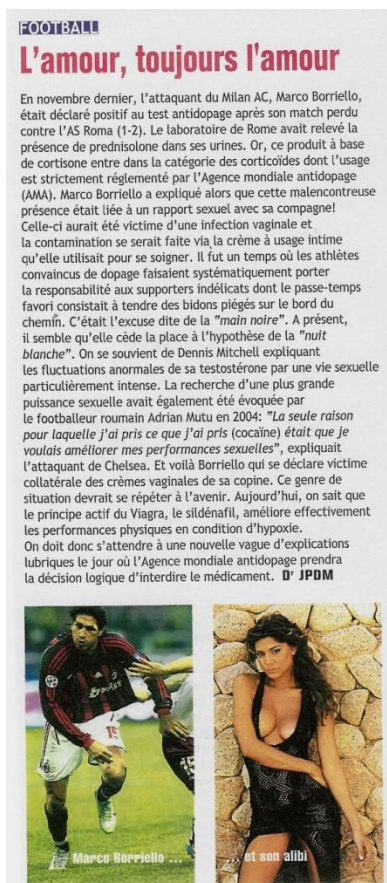 FOOTBALL
L'amour, toujours l'amour
En novembre dernier, l'attaquant du Milan AC, Marco Borriello,
était déclaré positif au test antidopage après son match perdu
contre l'AS Roma (1-2). Le laboratoire de Rome avait relevé la
présence de prednisolone dans ses urines. Or, ce produit à base
de cortisone entre dans la catégorie des corticoïdes dont l'usage
est strictement réglementé par l'Agence mondiale antidopage
(AMA). Marco Borriello a expliqué alors que cette malencontreuse
présence était liée à un rapport sexuel avec sa compagne!
Celle-ci aurait été victime d'une infection vaginale et
la contamination se serait faite via la crème à usage intime
qu'elle utilisait pour se soigner. Il fut un temps où les athlètes
convaincus de dopage faisaient systématiquement porter
la responsabilité aux supporters indélicats dont le passe-temps
favori consistait à tendre des bidons piégés sur le bord du
chemin. C'était l'excuse dite de la "main noire". A présent,
il semble qu'elle cède la place à l'hypothèse de la "nuit
blanche". On se souvient de Dennis Mitchell expliquant
les fluctuations anormales de sa testostérone par une vie sexuelle
particulièrement intense. La recherche d'une plus grande
puissance sexuelle avait également été évoquée par
le footballeur roumain Adrian Mutu en 2004: "La seule raison
pour laquelle j'ai pris ce que j'ai pris (cocaïne) était que je
voulais améliorer mes performances sexuelles", expliquait
l'attaquant de Chelsea. Et voilà Borriello qui se déclare victime
collatérale des crèmes vaginales de sa copine. Ce genre de
situation devrait se répéter à l'avenir. Aujourd'hui, on sait que
le principe actif du Viagra, le sildénafil, améliore effectivement
les performances physiques en condition d'hypoxie.
On doit donc s'attendre à une nouvelle vague d'explications
lubriques le jour où l'Agence mondiale antidopage prendra
la décision logique d'interdire le médicament. Dr JPDM
Marco Borriello ...
... et son alibi